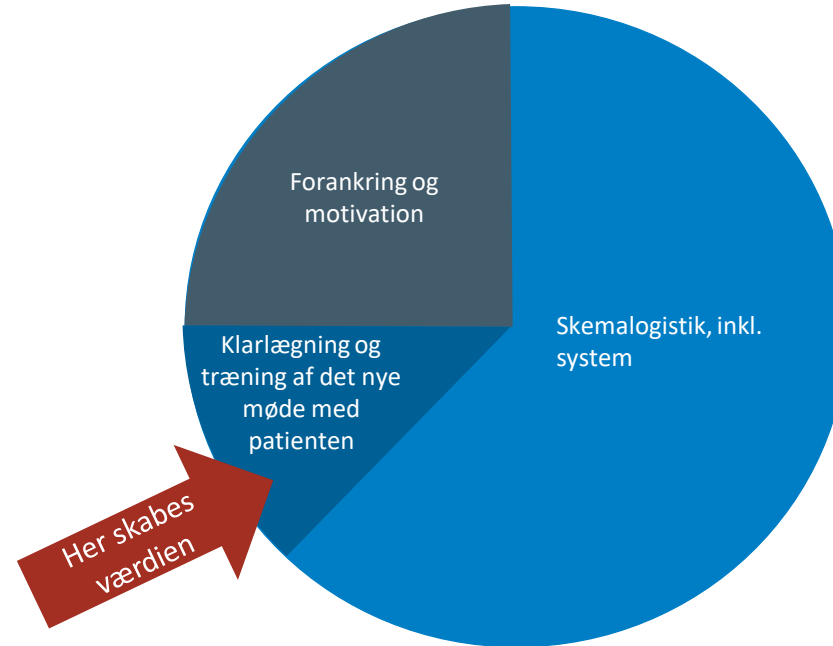 Forankring og
motivation
Skemalogistik, inkl.
system
Klarlægning og
træning af det nye
møde med
patienten
Her skabes
værdien